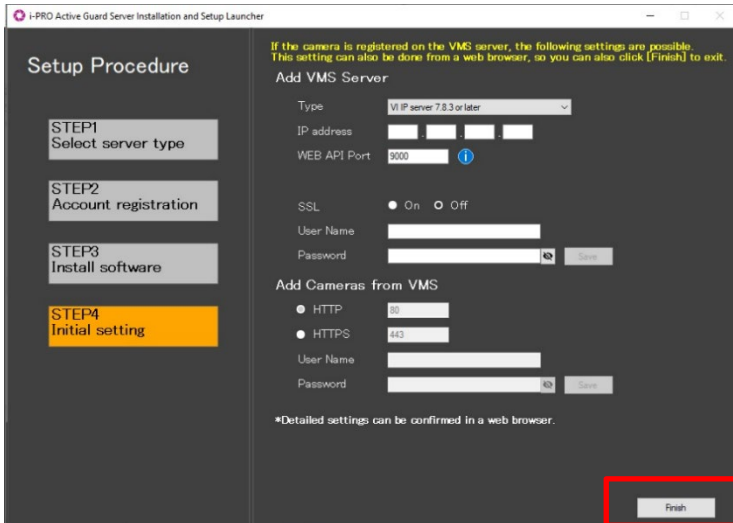 i-PRO Active Guard Server Installation and Setup Launcher
Setup Procedure
STEP1
Select server type
STEP2
Account registration
STEP3
Install software
STEP4
Initial setting
If the camera is registered on the VMS server, the following settings are possible.
This setting can also be done from a web browser, so you can also click [Finish] to exit.
Add VMS Server
Type VI IP server 7.8.3 or later
IP address . . .
WEB API Port 9000
SSL On Off
User Name
Password Save
Add Cameras from VMS
HTTP 80
HTTPS 443
User Name
Password Save
*Detailed settings can be confirmed in a web browser.
Finish